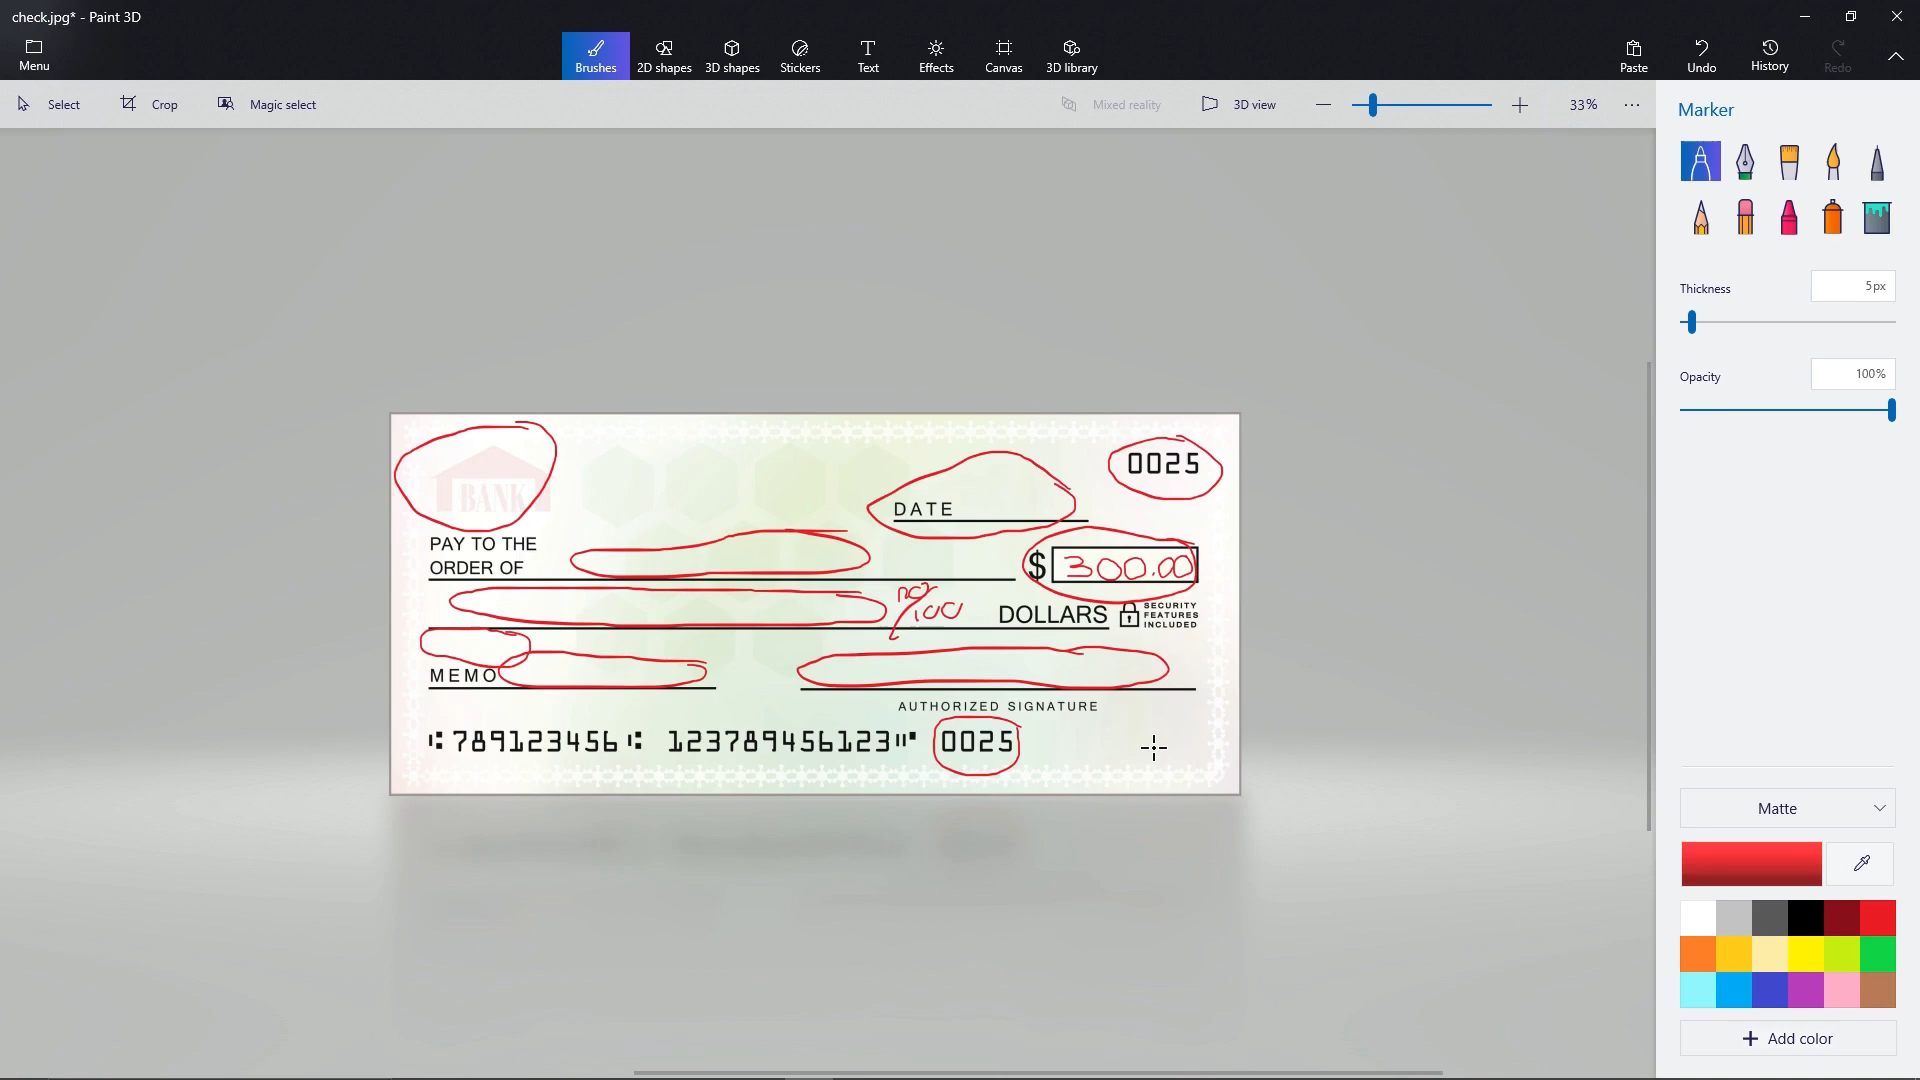 check.jpg* - Paint 3D
Menu
Brushes 2D shapes 3D shapes Stickers Text Effects Canvas 3D library Paste Undo History Redo
Select Crop Magic select Mixed reality 3D view 33%
Marker
Thickness 5px
Opacity 100%
0025
BANK
DATE
PAY TO THE
ORDER OF
$ 300.00
/100 DOLLARS
SECURITY
FEATURES
INCLUDED
MEMO
AUTHORIZED SIGNATURE
⑆789123456⑆ 123789456123⑈ 0025
Matte
Add color